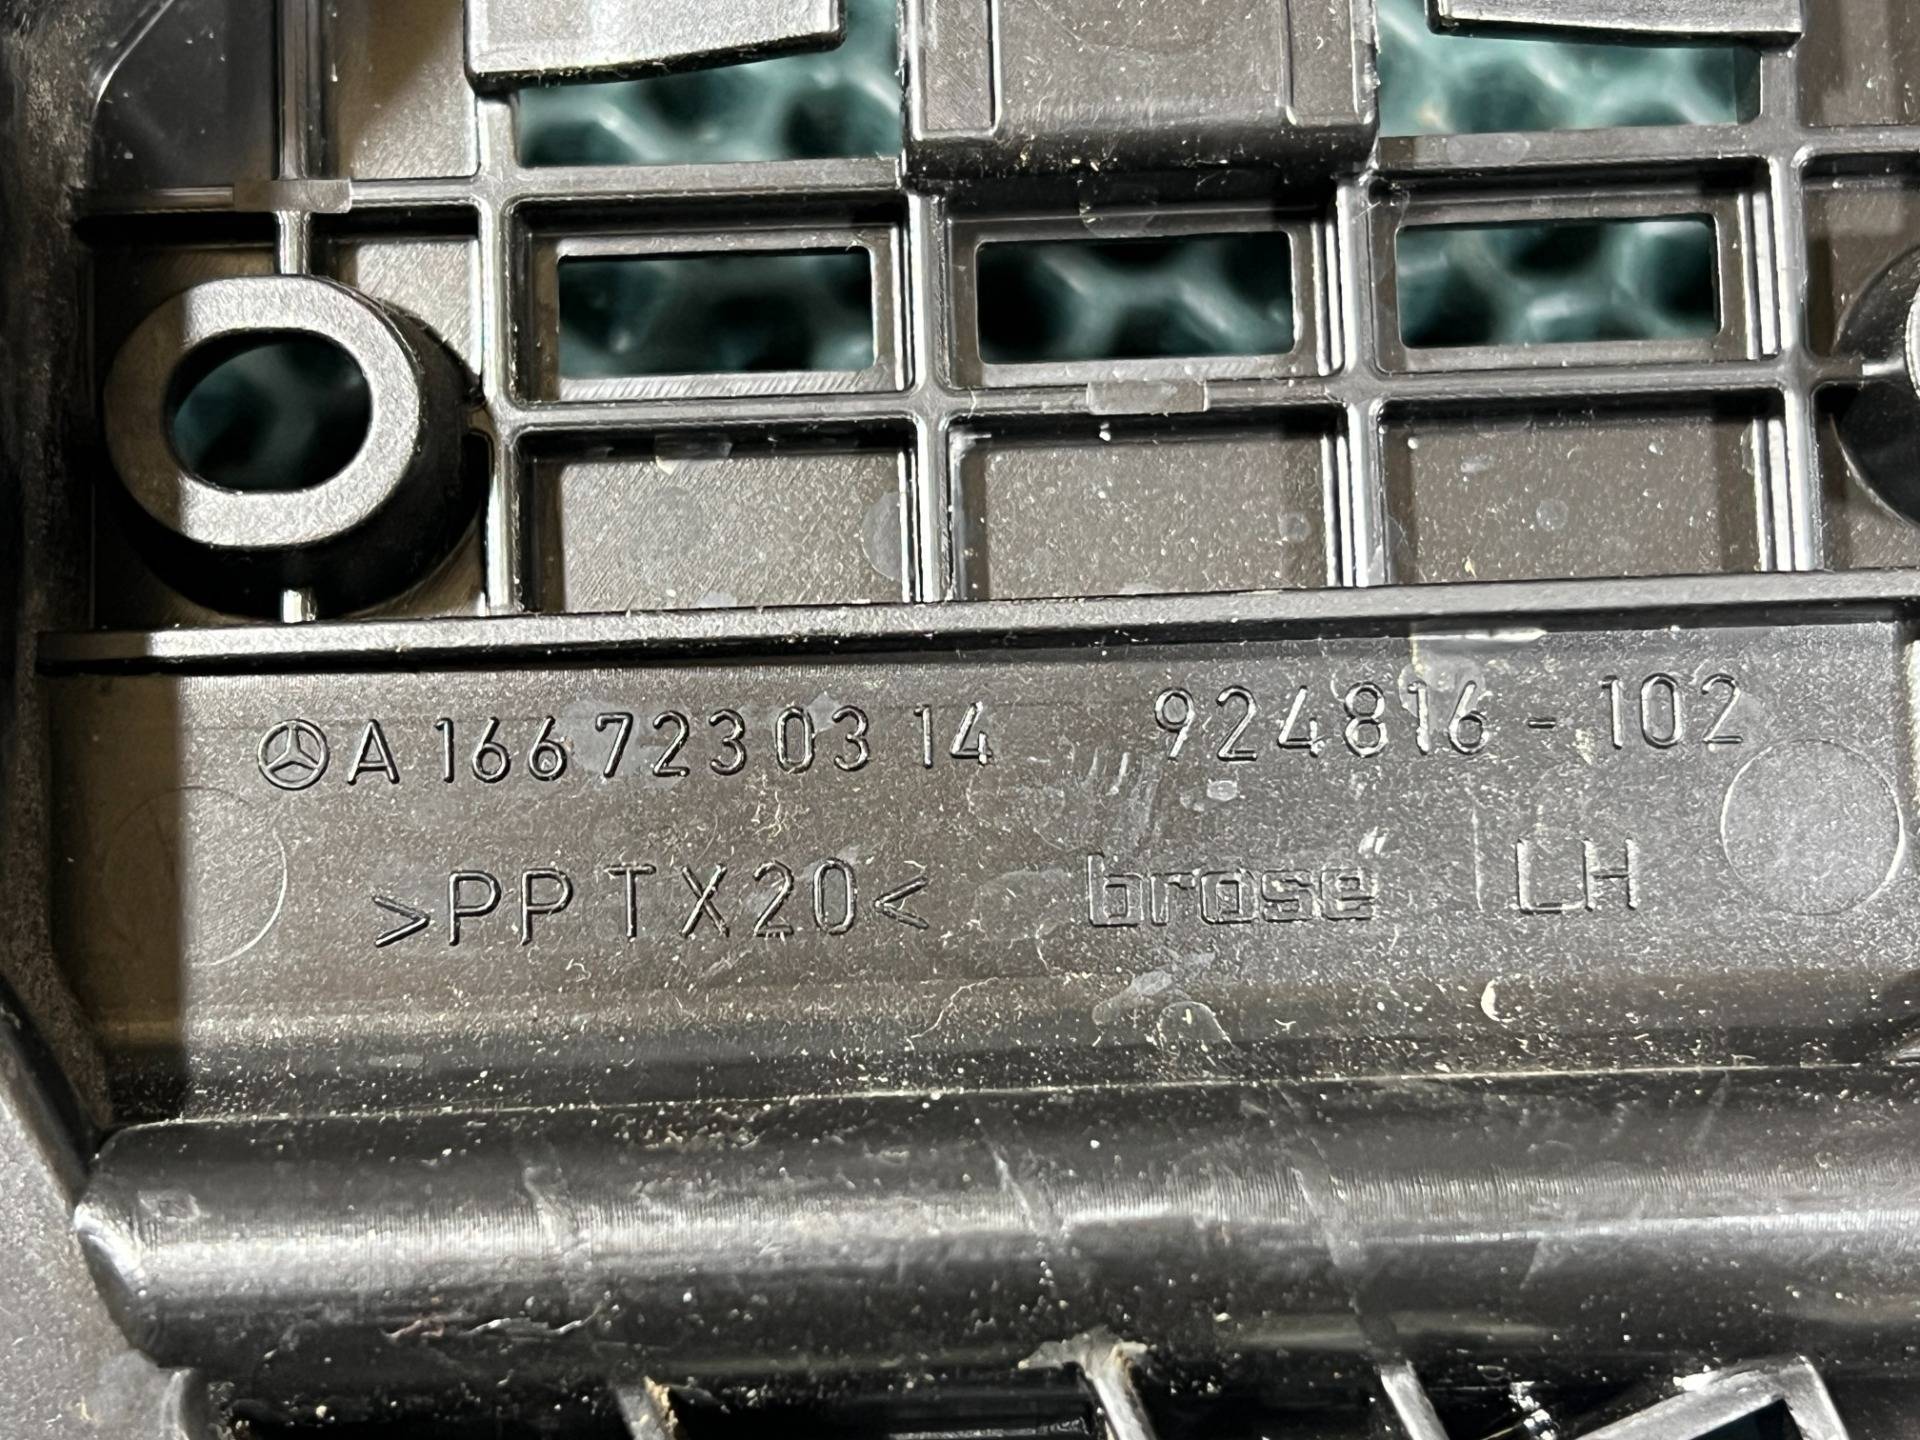 A 166 723 03 14 924816-102
>PP TX20< brose LH